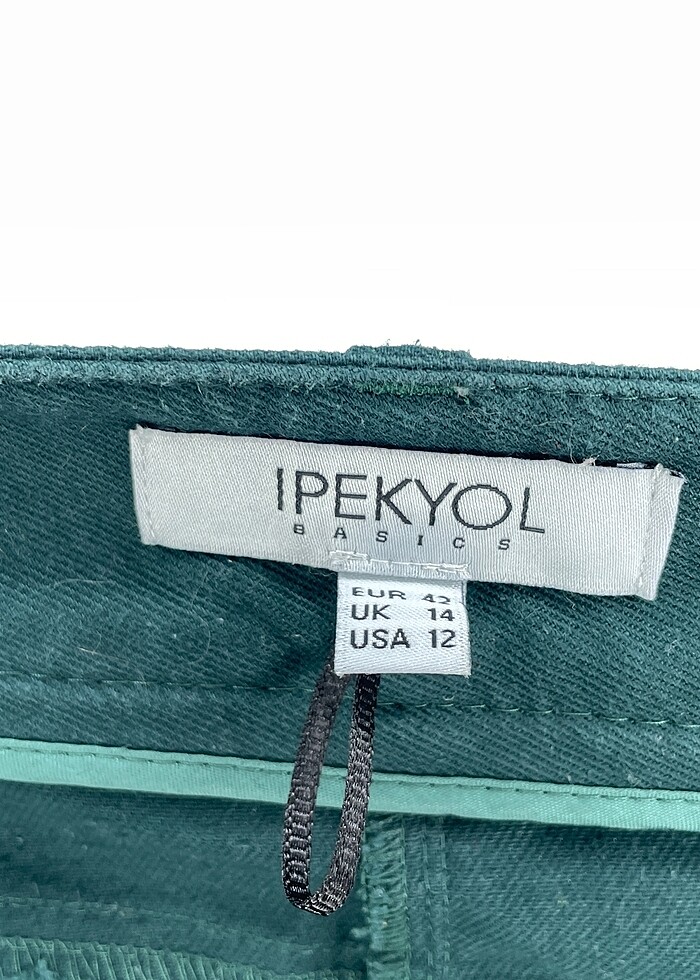 IPEKYOL
BASICS
EUR 42
UK 14
USA 12